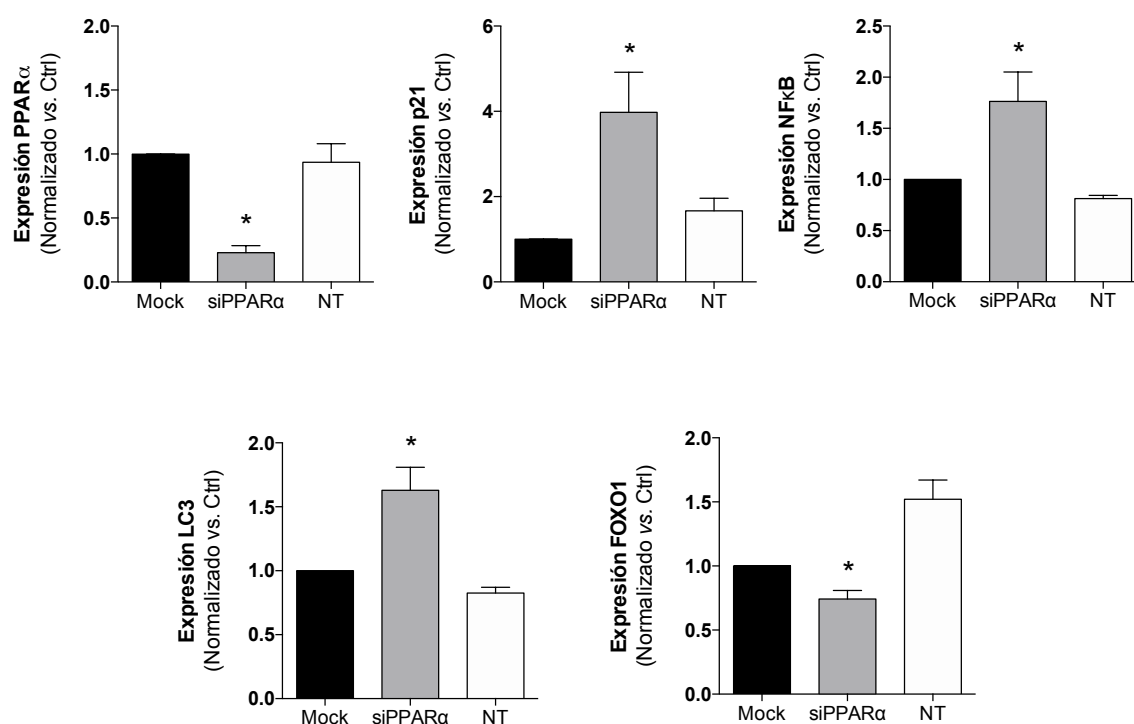 Expresión PPARα
(Normalizado vs. Ctrl)
2.0
1.5
1.0
0.5
0.0
*
Mock siPPARα NT
Expresión p21
(Normalizado vs. Ctrl)
6
4
2
0
*
Mock siPPARα NT
Expresión NFκB
(Normalizado vs. Ctrl)
2.5
2.0
1.5
1.0
0.5
0.0
*
Mock siPPARα NT
Expresión LC3
(Normalizado vs. Ctrl)
2.0
1.5
1.0
0.5
0.0
*
Mock siPPARα NT
Expresión FOXO1
(Normalizado vs. Ctrl)
2.0
1.5
1.0
0.5
0.0
*
Mock siPPARα NT